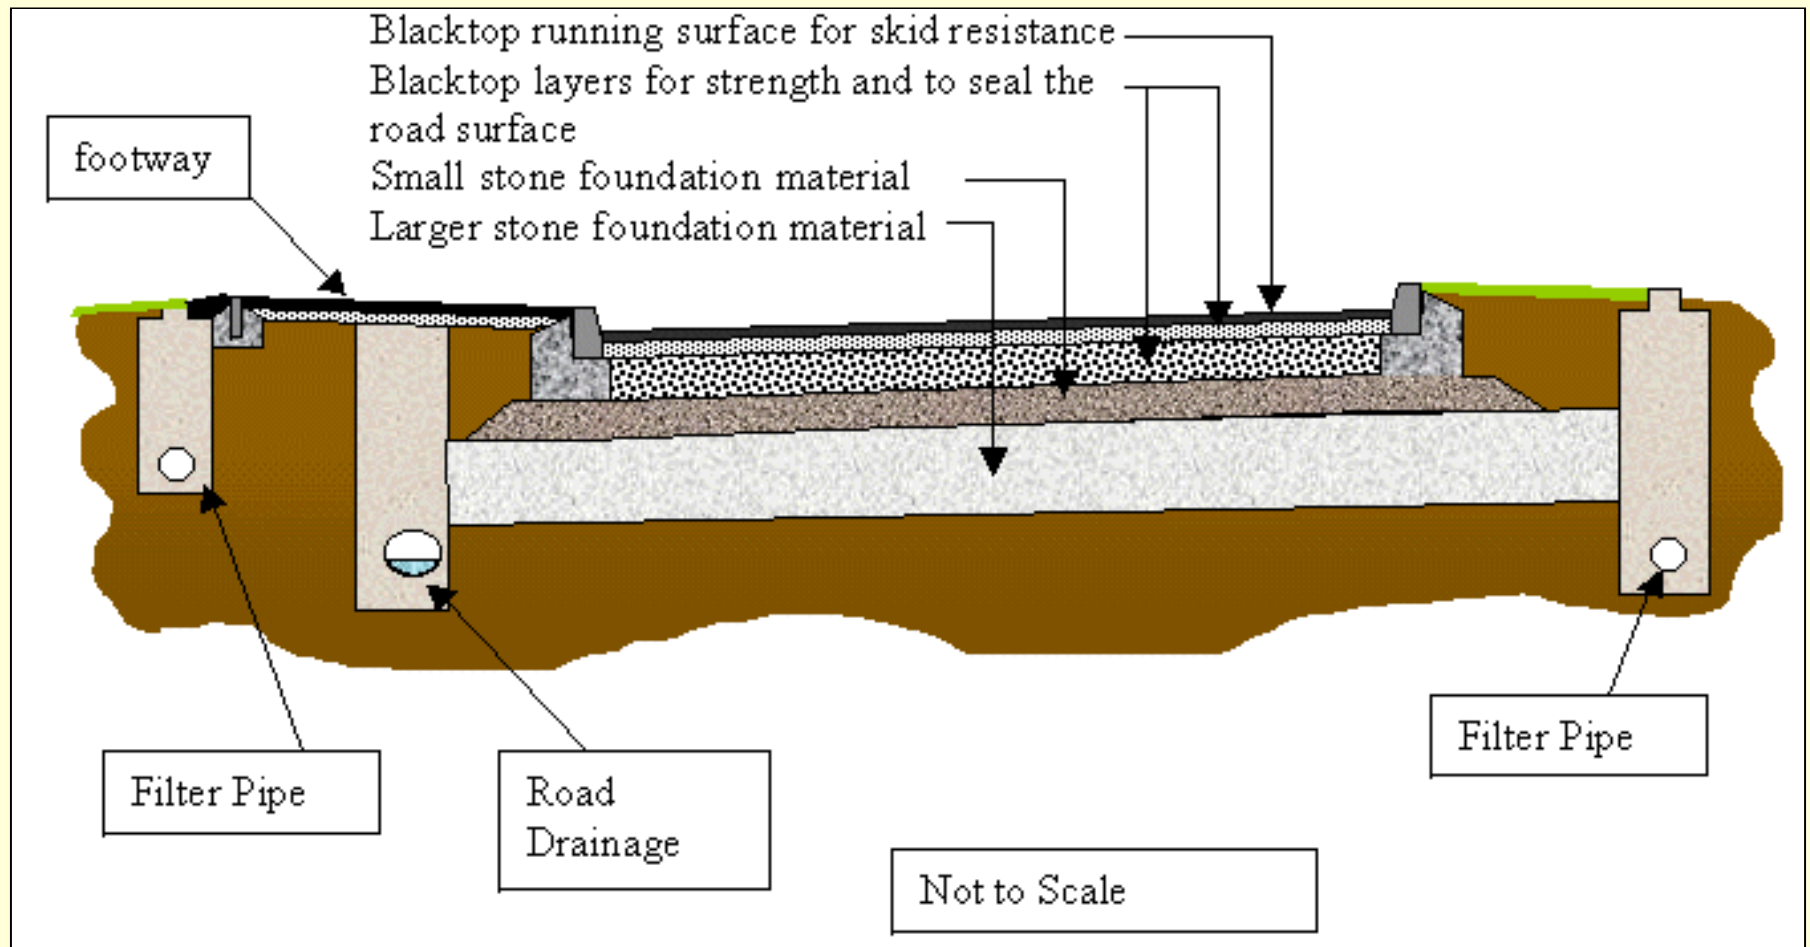 Blacktop running surface for skid resistance
Blacktop layers for strength and to seal the
road surface
Small stone foundation material
Larger stone foundation material
footway
Filter Pipe
Road
Drainage
Filter Pipe
Not to Scale